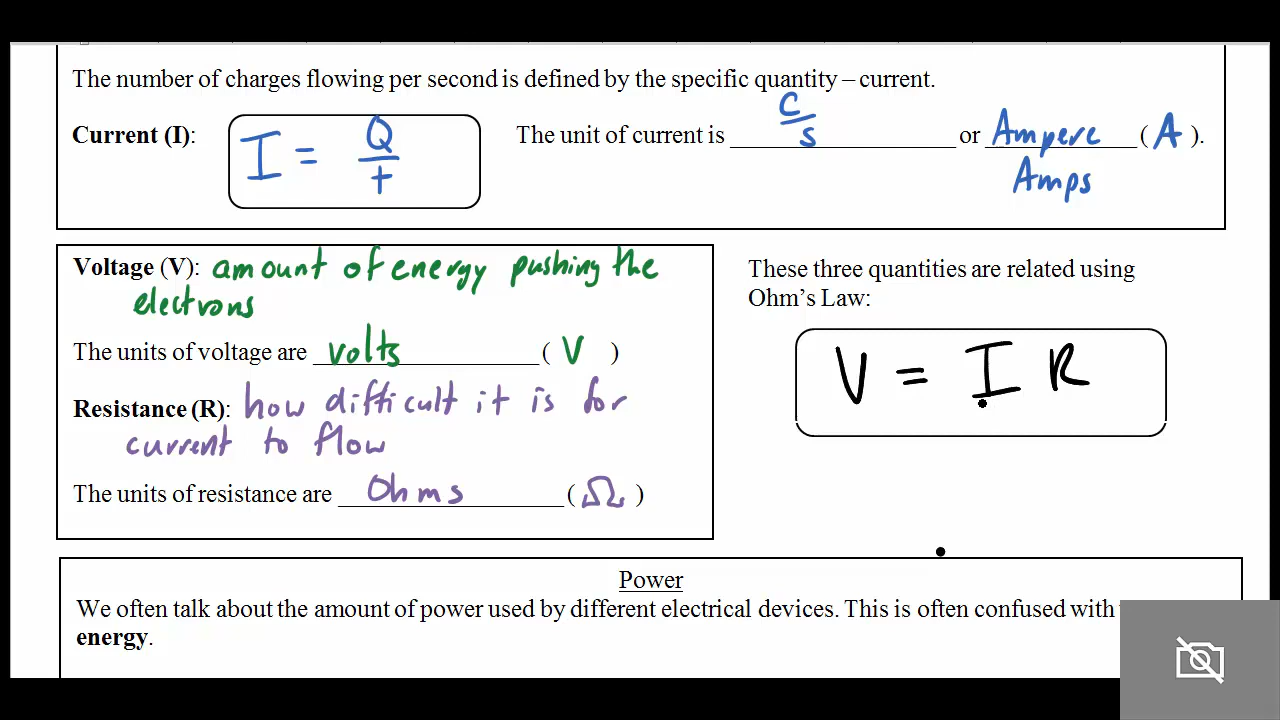 The number of charges flowing per second is defined by the specific quantity – current.
Current (I): I = Q/t The unit of current is C/s or Ampere (A).
Amps
Voltage (V): amount of energy pushing the
electrons
The units of voltage are volts (V)
Resistance (R): how difficult it is for
current to flow
The units of resistance are Ohms (Ω)
These three quantities are related using
Ohm's Law:
V = I R
Power
We often talk about the amount of power used by different electrical devices. This is often confused with
energy.